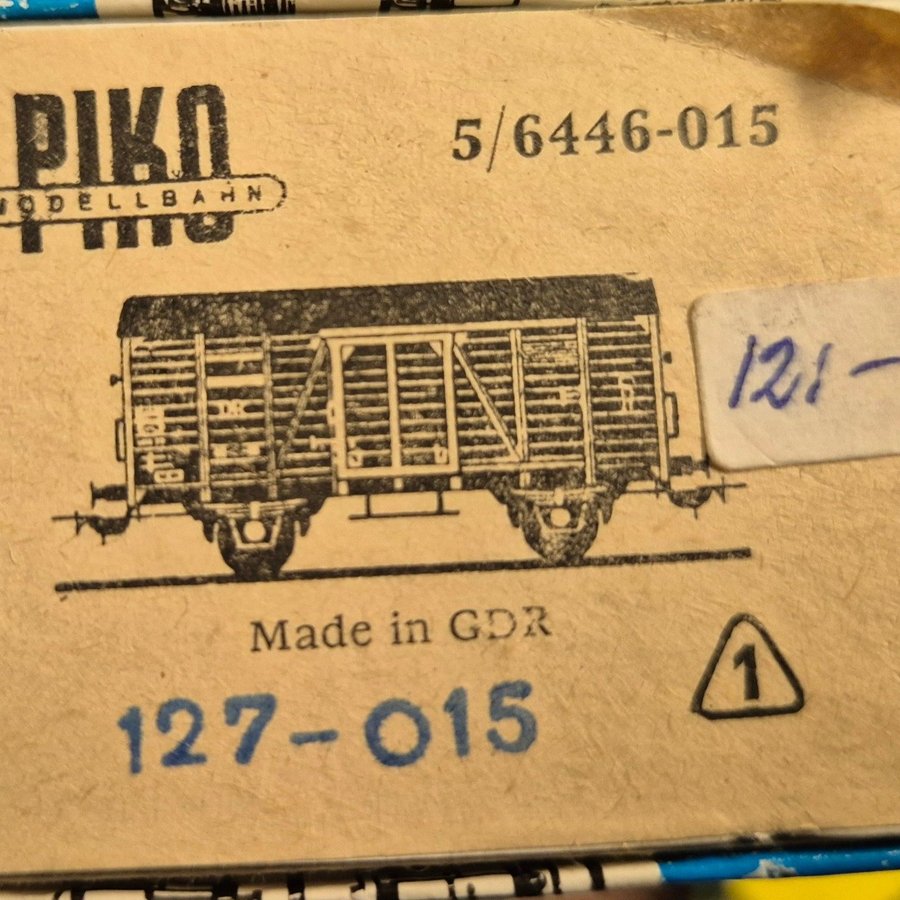 PIKO
MODELLBAHN
5/6446-015
121,-
Made in GDR
1
127-015